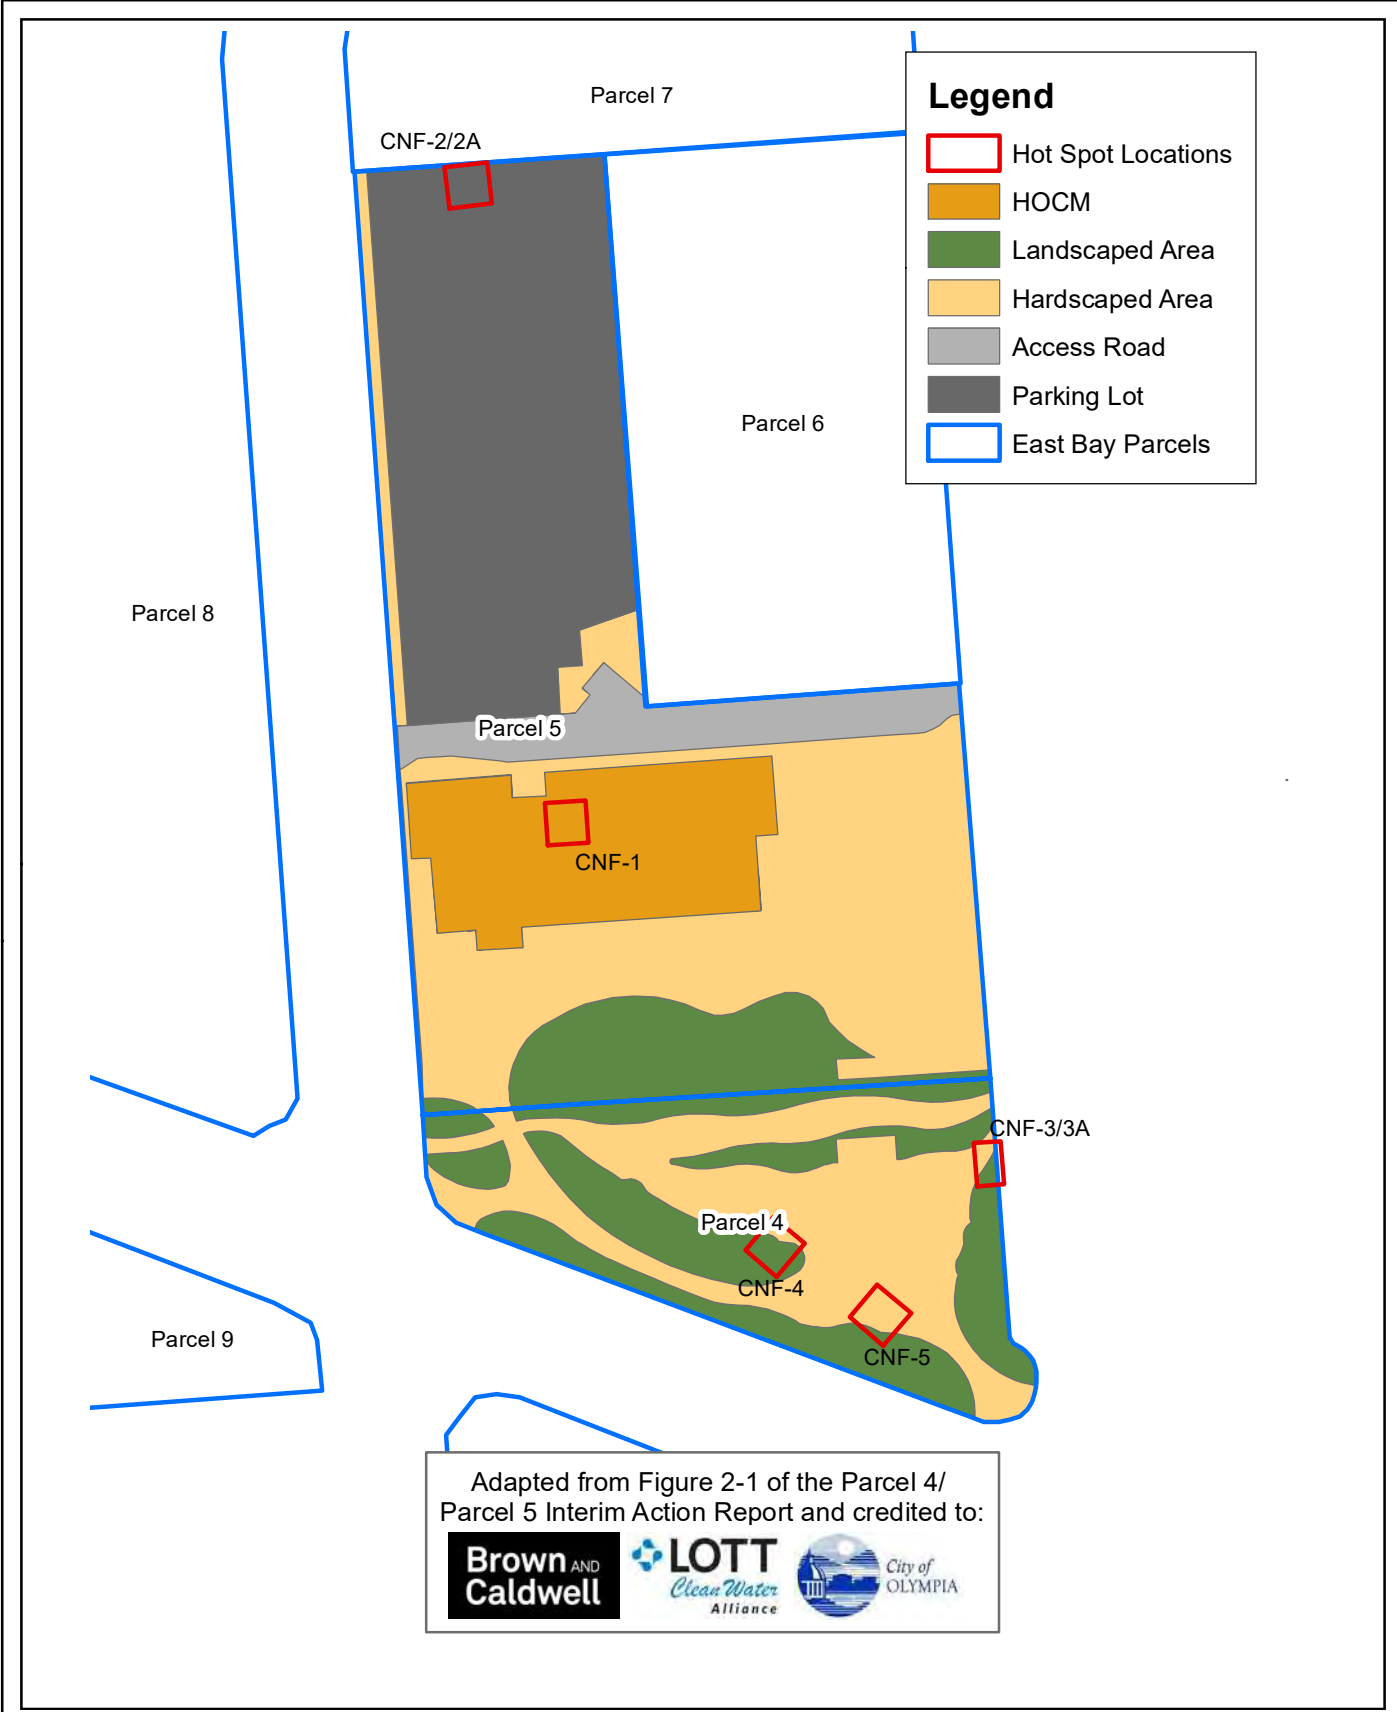 Parcel 7
CNF-2/2A
Legend
Hot Spot Locations
HOCM
Landscaped Area
Hardscaped Area
Access Road
Parking Lot
East Bay Parcels
Parcel 6
Parcel 8
Parcel 5
CNF-1
CNF-3/3A
Parcel 4
CNF-4
Parcel 9
CNF-5
Adapted from Figure 2-1 of the Parcel 4/
Parcel 5 Interim Action Report and credited to:
Brown AND
Caldwell
LOTT
Clean Water
Alliance
City of
OLYMPIA